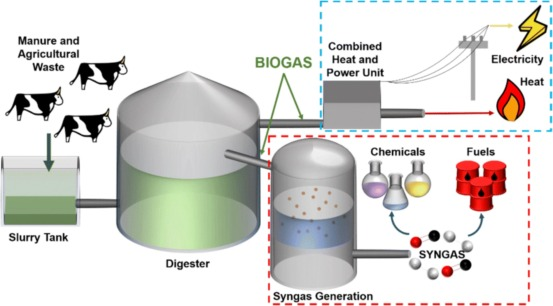 Manure and
Agricultural
Waste
BIOGAS
Combined
Heat and
Power Unit
Electricity
Heat
Chemicals
Fuels
SYNGAS
Slurry Tank
Digester
Syngas Generation